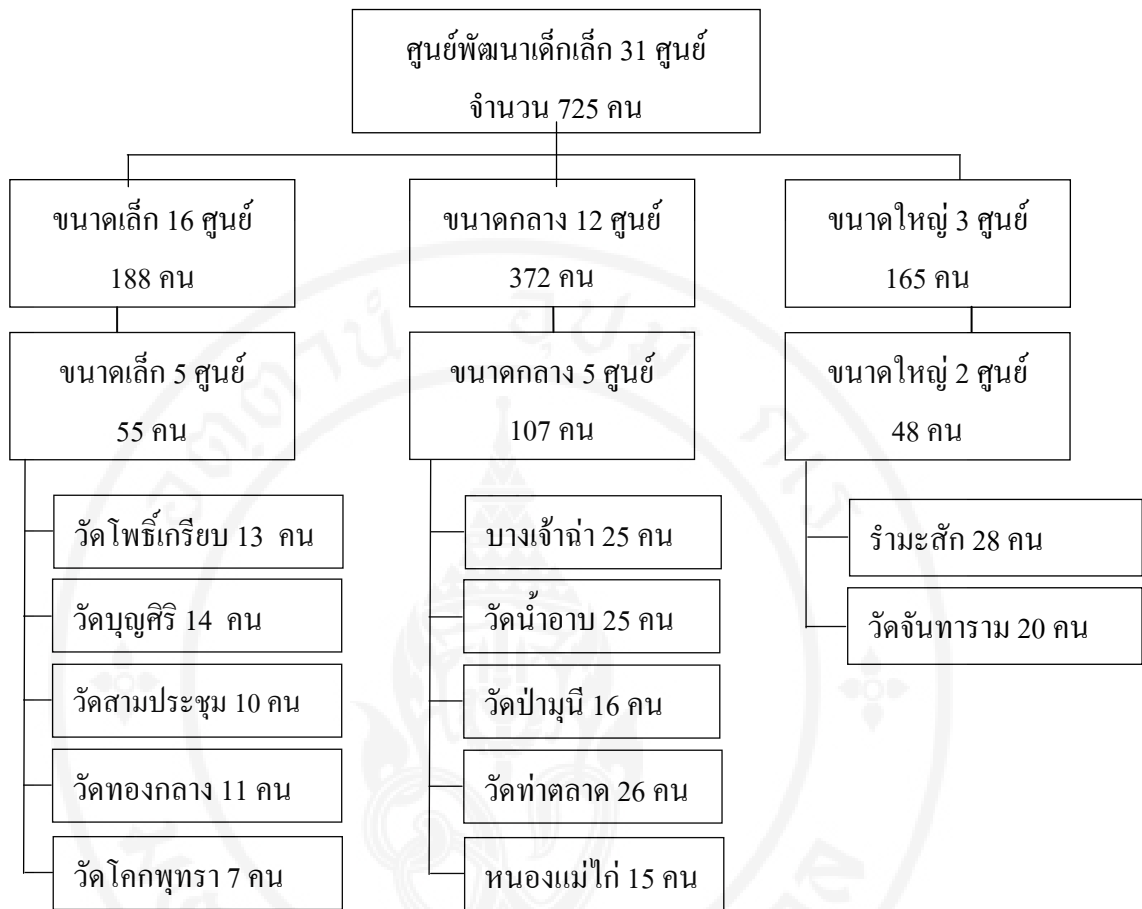 ศูนย์พัฒนาเด็กเล็ก 31 ศูนย์
จำนวน 725 คน
ขนาดเล็ก 16 ศูนย์
188 คน
ขนาดกลาง 12 ศูนย์
372 คน
ขนาดใหญ่ 3 ศูนย์
165 คน
ขนาดเล็ก 5 ศูนย์
55 คน
ขนาดกลาง 5 ศูนย์
107 คน
ขนาดใหญ่ 2 ศูนย์
48 คน
วัดโพธิ์เกรียบ 13 คน
วัดบุญศิริ 14 คน
วัดสามประชุม 10 คน
วัดทองกลาง 11 คน
วัดโคกพุทรา 7 คน
บางเจ้าฉ่า 25 คน
วัดน้ำอาบ 25 คน
วัดป่ามุนี 16 คน
วัดท่าตลาด 26 คน
หนองแม่ไก่ 15 คน
รำมะสัก 28 คน
วัดจันทาราม 20 คน